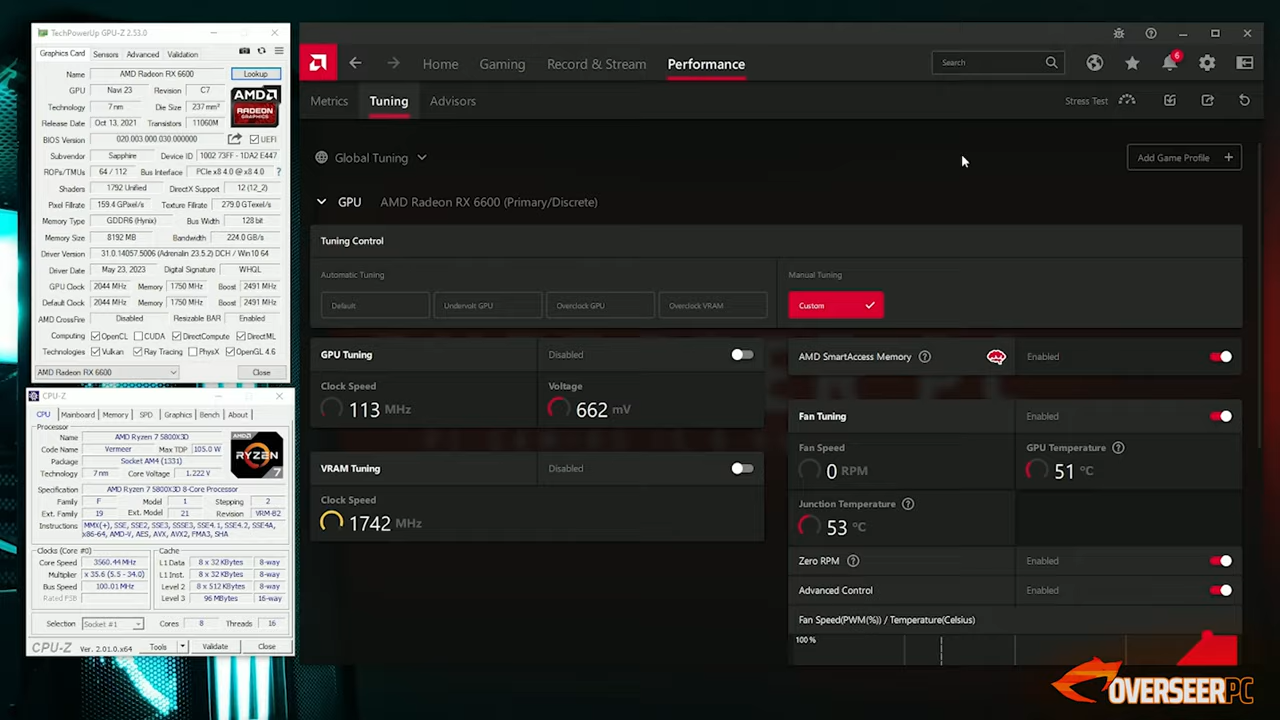 TechPowerUp GPU-Z 2.53.0
Graphics Card Sensors Advanced Validation
Name AMD Radeon RX 6600 Lookup
GPU Navi 23 Revision C7
Technology 7 nm Die Size 237 mm²
Release Date Oct 13, 2021 Transistors 11060M
BIOS Version 020.003.000.030.000000 UEFI
Subvendor Sapphire Device ID 1002 73FF - 1DA2 E447
ROPs/TMUs 64 / 112 Bus Interface PCIe x8 4.0 @ x8 4.0 ?
Shaders 1792 Unified DirectX Support 12 (12_2)
Pixel Fillrate 159.4 GPixel/s Texture Fillrate 279.0 GTexel/s
Memory Type GDDR6 (Hynix) Bus Width 128 bit
Memory Size 8192 MB Bandwidth 224.0 GB/s
Driver Version 31.0.14057.5006 (Adrenalin 23.5.2) DCH / Win10 64
Driver Date May 23, 2023 Digital Signature WHQL
GPU Clock 2044 MHz Memory 1750 MHz Boost 2491 MHz
Default Clock 2044 MHz Memory 1750 MHz Boost 2491 MHz
AMD CrossFire Disabled Resizable BAR Enabled
Computing OpenCL CUDA DirectCompute DirectML
Technologies Vulkan Ray Tracing PhysX OpenGL 4.6
AMD Radeon RX 6600 Close
AMD
RADEON
GRAPHICS
CPU-Z
CPU Mainboard Memory SPD Graphics Bench About
Processor
Name AMD Ryzen 7 5800X3D
Code Name Vermeer Max TDP 105.0 W
Package Socket AM4 (1331)
Technology 7 nm Core Voltage 1.222 V
AMD
RYZEN
7
Specification AMD Ryzen 7 5800X3D 8-Core Processor
Family F Model 1 Stepping 2
Ext. Family 19 Ext. Model 21 Revision VRM-B2
Instructions MMX(+), SSE, SSE2, SSE3, SSSE3, SSE4.1, SSE4.2, SSE4A,
x86-64, AMD-V, AES, AVX, AVX2, FMA3, SHA
Clocks (Core #0) Cache
Core Speed 3560.44 MHz L1 Data 8 x 32 KBytes 8-way
Multiplier x 35.6 (5.5 - 34.0) L1 Inst. 8 x 32 KBytes 8-way
Bus Speed 100.01 MHz Level 2 8 x 512 KBytes 8-way
Rated FSB Level 3 96 MBytes 16-way
Selection Socket #1 Cores 8 Threads 16
CPU-Z Ver. 2.01.0.x64 Tools Validate Close
Home Gaming Record & Stream Performance Search 6
Metrics Tuning Advisors Stress Test
Global Tuning Add Game Profile +
GPU AMD Radeon RX 6600 (Primary/Discrete)
Tuning Control
Automatic Tuning Manual Tuning
Default Undervolt GPU Overclock GPU Overclock VRAM Custom
GPU Tuning Disabled
Clock Speed Voltage
113 MHz 662 mV
VRAM Tuning Disabled
Clock Speed
1742 MHz
AMD SmartAccess Memory ? Enabled
Fan Tuning Enabled
Fan Speed GPU Temperature ?
0 RPM 51 °C
Junction Temperature ?
53 °C
Zero RPM ? Enabled
Advanced Control Enabled
Fan Speed(PWM(%)) / Temperature(Celsius)
100 %
OVERSEERPC